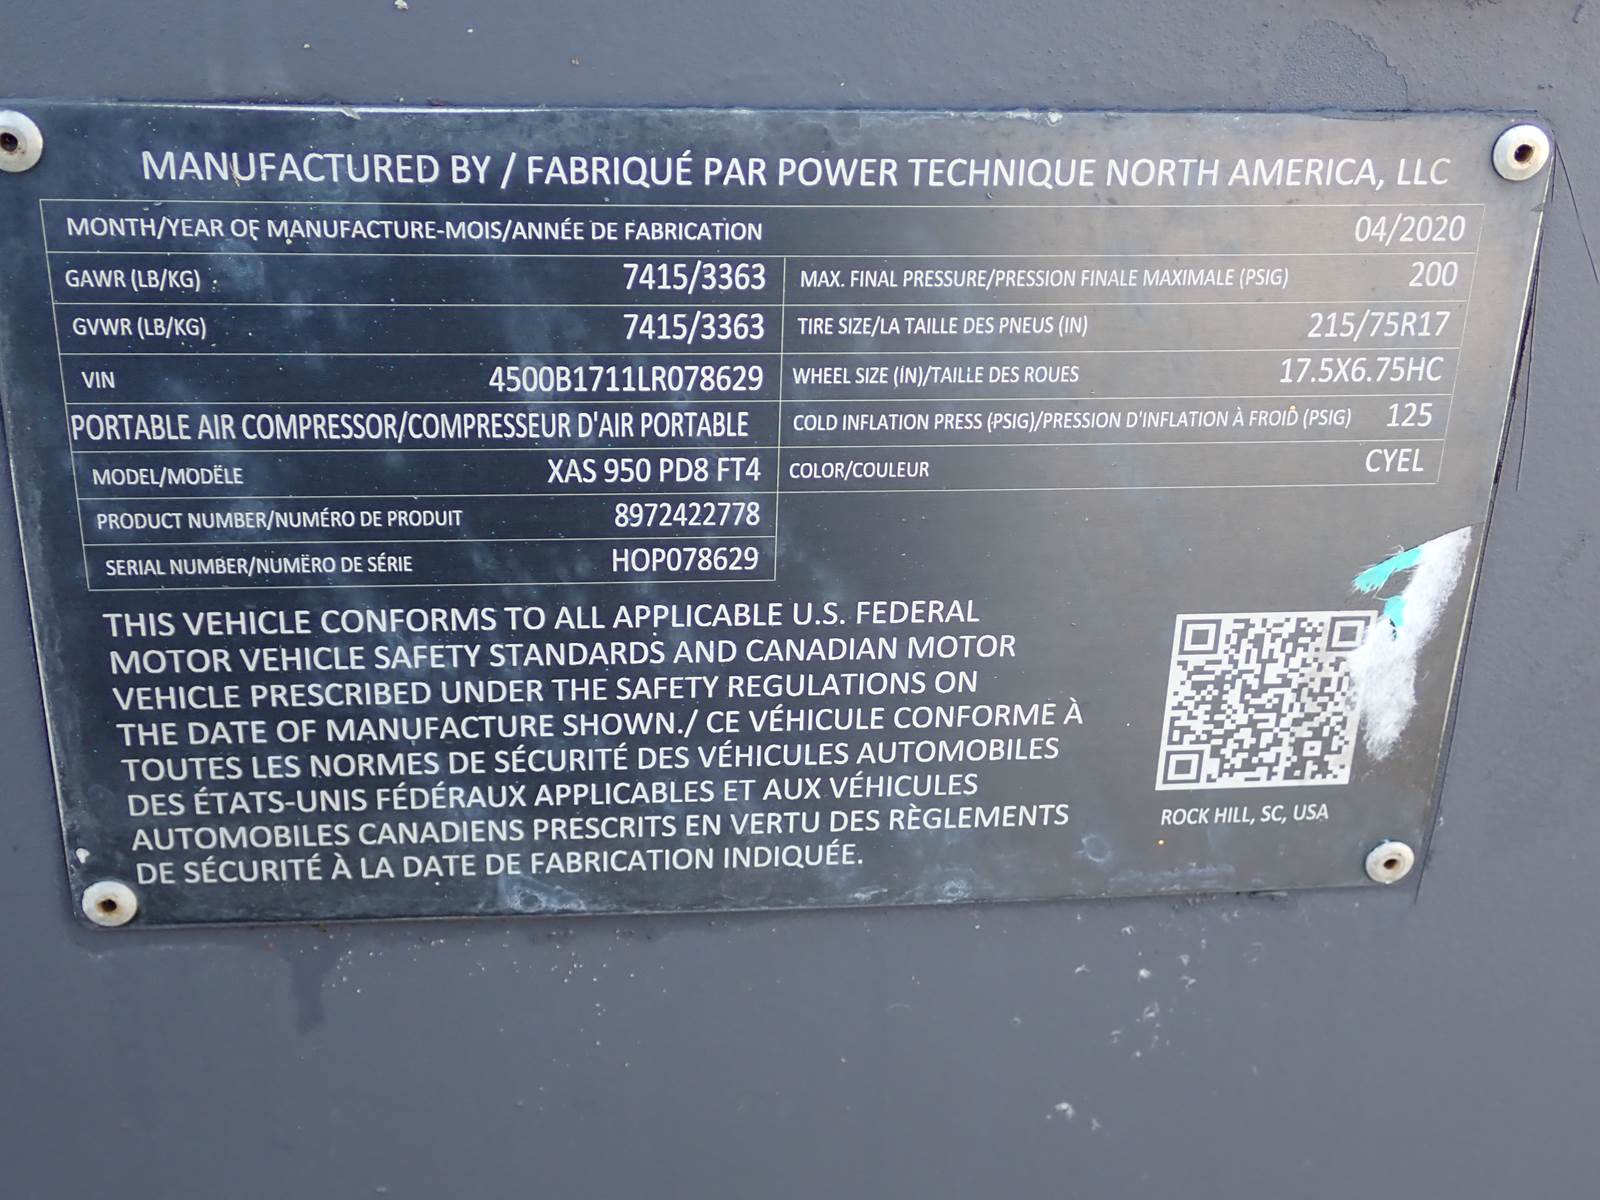 MANUFACTURED BY / FABRIQUÉ PAR POWER TECHNIQUE NORTH AMERICA, LLC
MONTH/YEAR OF MANUFACTURE-MOIS/ANNÉE DE FABRICATION 04/2020
GAWR (LB/KG) 7415/3363 MAX. FINAL PRESSURE/PRESSION FINALE MAXIMALE (PSIG) 200
GVWR (LB/KG) 7415/3363 TIRE SIZE/LA TAILLE DES PNEUS (IN) 215/75R17
VIN 4500B1711LR078629 WHEEL SIZE (IN)/TAILLE DES ROUES 17.5X6.75HC
PORTABLE AIR COMPRESSOR/COMPRESSEUR D'AIR PORTABLE COLD INFLATION PRESS (PSIG)/PRESSION D'INFLATION À FROID (PSIG) 125
MODEL/MODËLE XAS 950 PD8 FT4 COLOR/COULEUR CYEL
PRODUCT NUMBER/NUMÉRO DE PRODUIT 8972422778
SERIAL NUMBER/NUMËRO DE SÉRIE HOP078629
THIS VEHICLE CONFORMS TO ALL APPLICABLE U.S. FEDERAL
MOTOR VEHICLE SAFETY STANDARDS AND CANADIAN MOTOR
VEHICLE PRESCRIBED UNDER THE SAFETY REGULATIONS ON
THE DATE OF MANUFACTURE SHOWN./ CE VÉHICULE CONFORME À
TOUTES LES NORMES DE SÉCURITÉ DES VÉHICULES AUTOMOBILES
DES ÉTATS-UNIS FÉDÉRAUX APPLICABLES ET AUX VÉHICULES
AUTOMOBILES CANADIENS PRESCRITS EN VERTU DES RÈGLEMENTS
DE SÉCURITÉ À LA DATE DE FABRICATION INDIQUÉE.
ROCK HILL, SC, USA